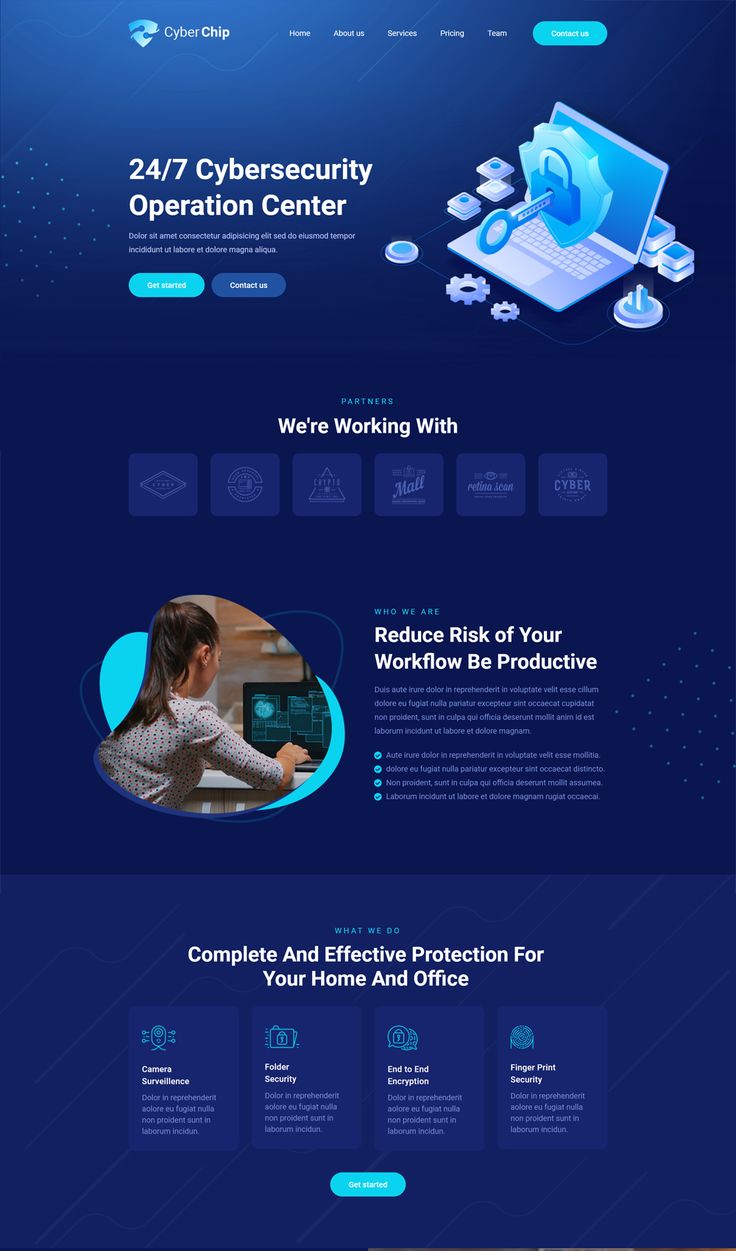 Cyber Chip
Home
About us
Services
Pricing
Team
Contact us
24/7 Cybersecurity
Operation Center
Dolor sit amet consectetur adipisicing elit sed do eiusmod tempor
incididunt ut labore et dolore magna aliqua.
Get started
Contact us
PARTNERS
We're Working With
CYBER
CRYPTO
Mall
retina scan
CYBER
WHO WE ARE
Reduce Risk of Your
Workflow Be Productive
Duis aute irure dolor in reprehenderit in voluptate velit esse cillum
dolore eu fugiat nulla pariatur excepteur sint occaecat cupidatat
non proident, sunt in culpa qui officia deserunt mollit anim id est
laborum incidunt ut labore et dolore magnam.
Aute irure dolor in reprehenderit in voluptate velit esse mollitia.
dolore eu fugiat nulla pariatur excepteur sint occaecat distincto.
Non proident, sunt in culpa qui officia deserunt mollit assumea.
Laborum incidunt ut labore et dolore magnam rugiat occaecai.
WHAT WE DO
Complete And Effective Protection For
Your Home And Office
Camera
Surveillence
Dolor in reprehenderit
aolore eu fugiat nulla
non proident sunt in
laborum incidun.
Folder
Security
Dolor in reprehenderit
aolore eu fugiat nulla
non proident sunt in
laborum incidun.
End to End
Encryption
Dolor in reprehenderit
aolore eu fugiat nulla
non proident sunt in
laborum incidun.
Finger Print
Security
Dolor in reprehenderit
aolore eu fugiat nulla
non proident sunt in
laborum incidun.
Get started